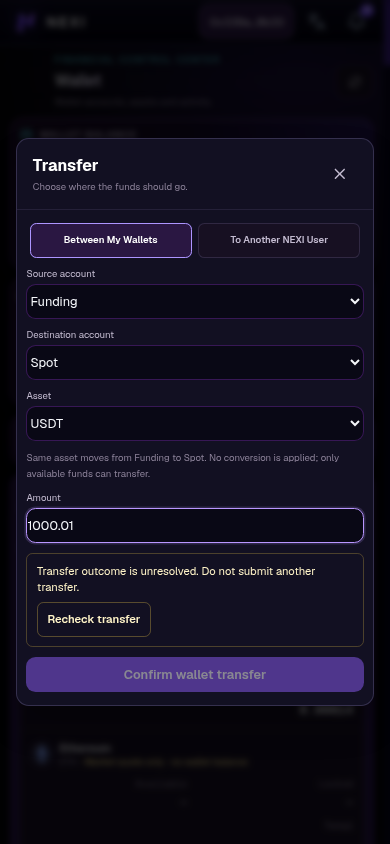 NEXI
Wallet
Transfer
Choose where the funds should go.
Between My Wallets
To Another NEXI User
Source account
Funding
Destination account
Spot
Asset
USDT
Same asset moves from Funding to Spot. No conversion is applied; only
available funds can transfer.
Amount
1000.01
Transfer outcome is unresolved. Do not submit another
transfer.
Recheck transfer
Confirm wallet transfer
Ethereum